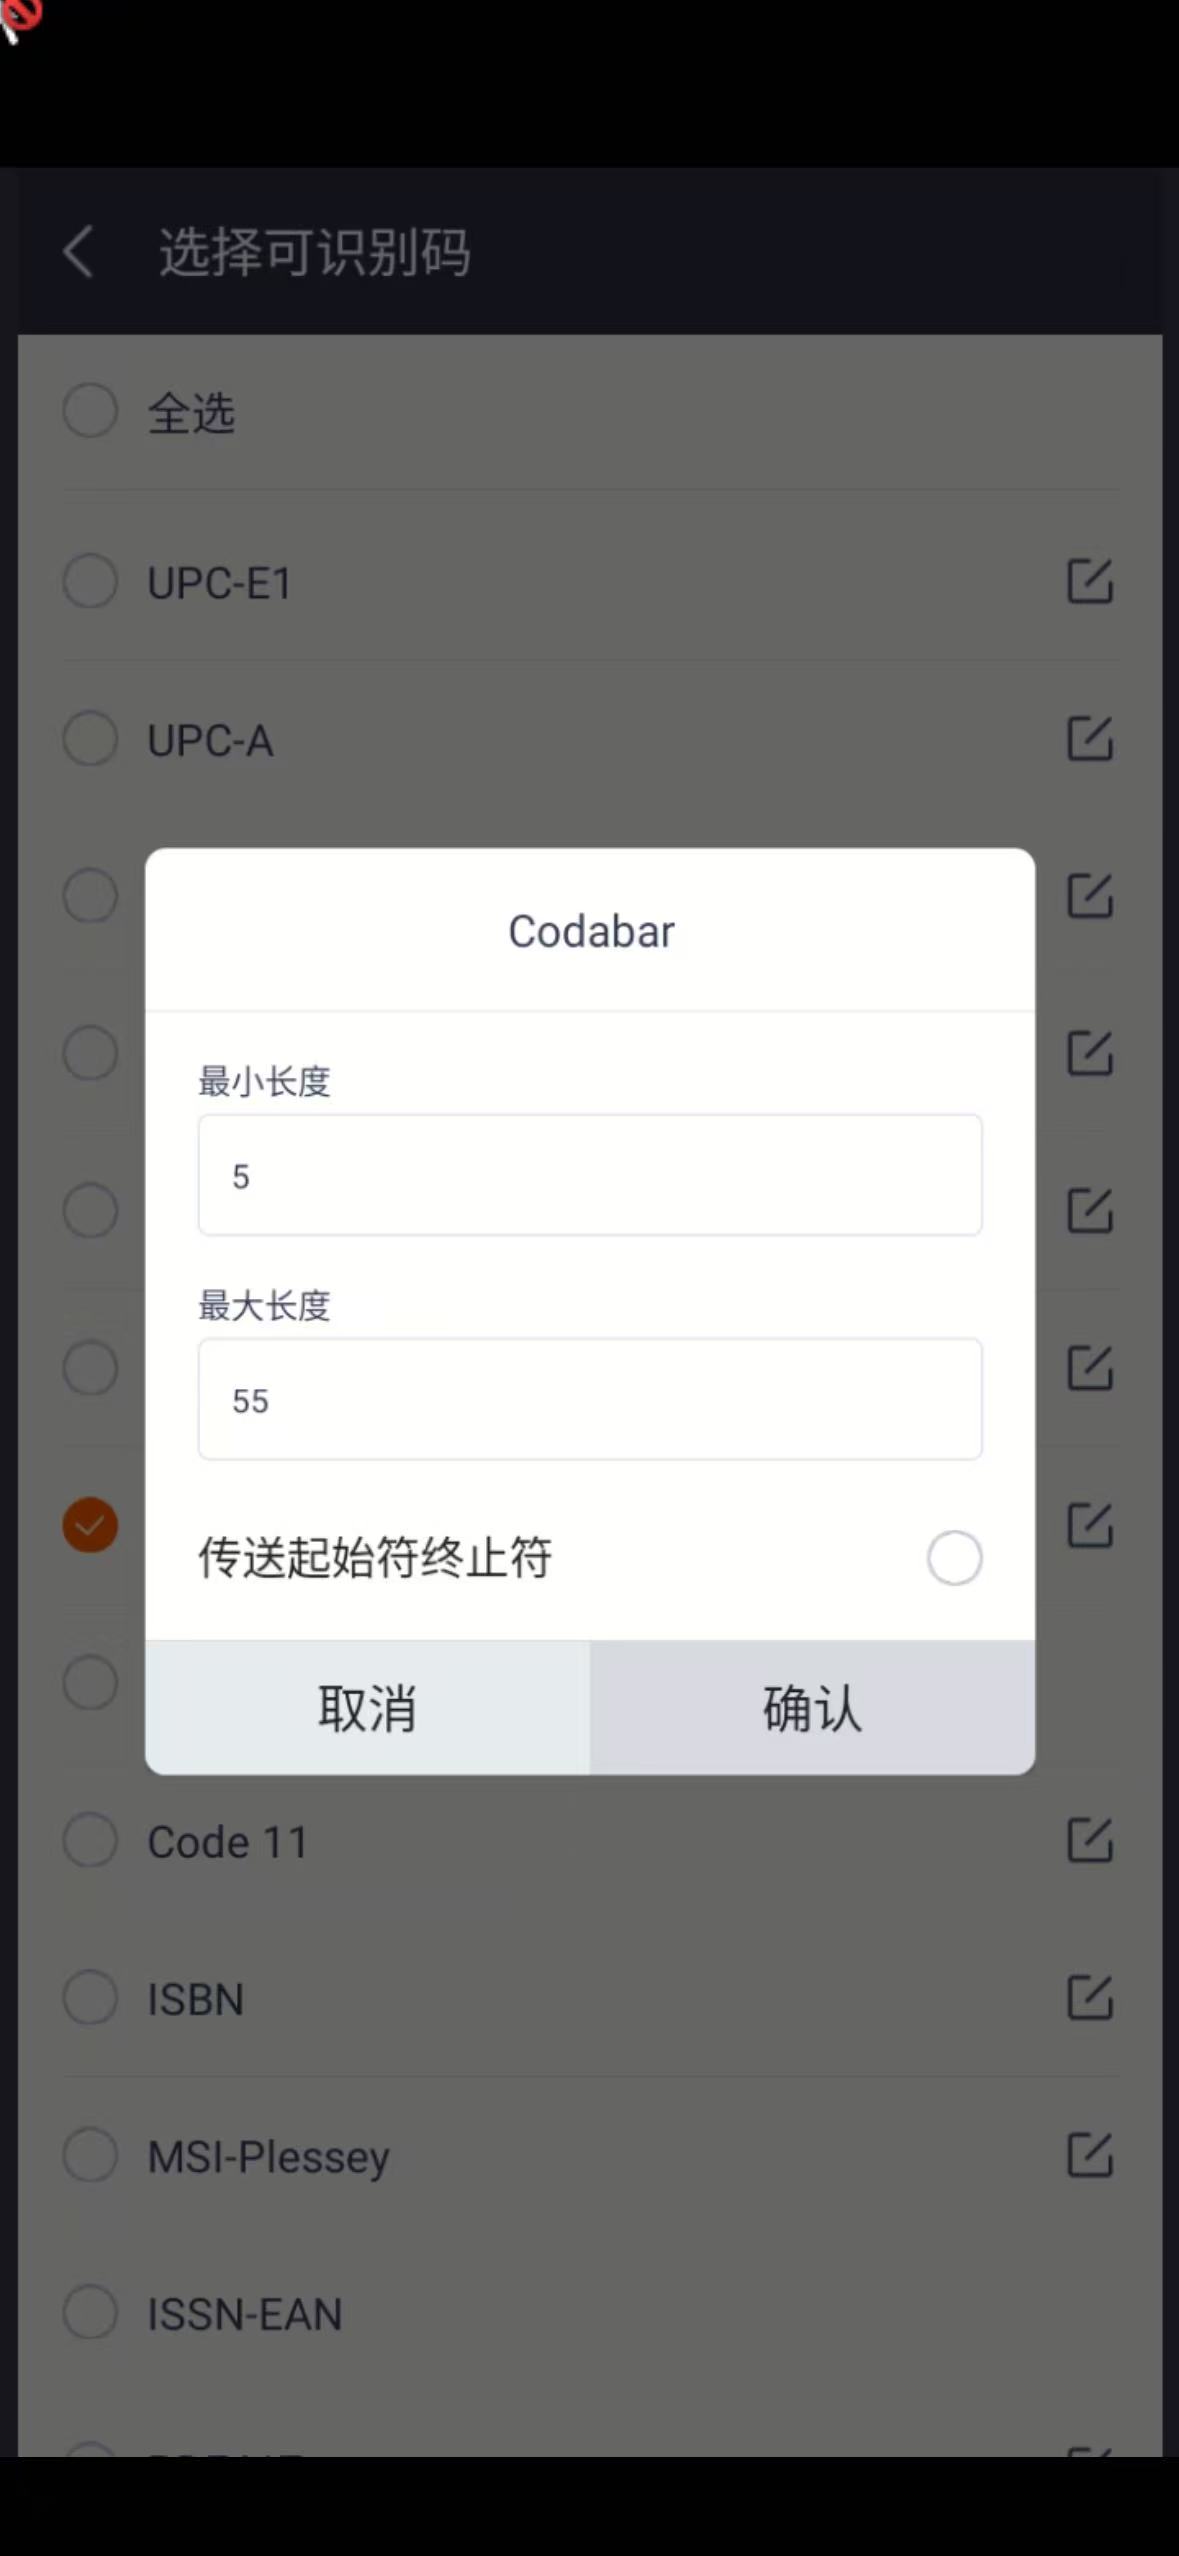 选择可识别码
全选
UPC-E1
UPC-A
Codabar
最小长度
5
最大长度
55
传送起始符终止符
取消
确认
Code 11
ISBN
MSI-Plessey
ISSN-EAN